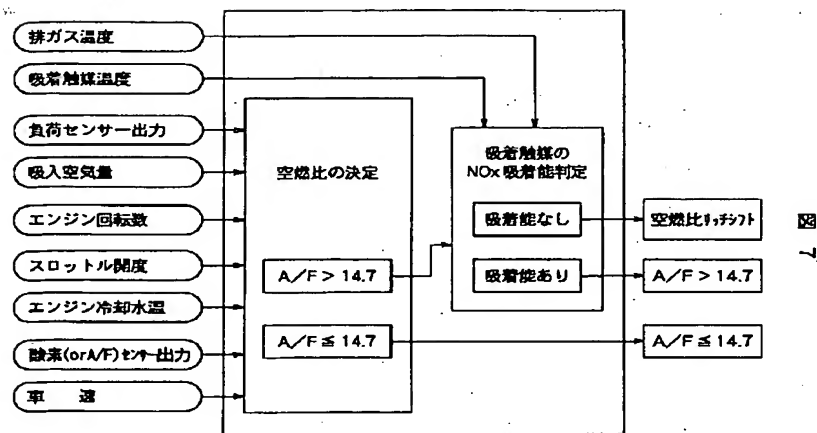 排ガス温度
吸着触媒温度
負荷センサー出力
吸入空気量
エンジン回転数
スロットル開度
エンジン冷却水温
酸素(orA/F)センサー出力
車 速
空燃比の決定
A/F > 14.7
A/F ≤ 14.7
吸着触媒の
NOx 吸着能判定
吸着能なし
吸着能あり
空燃比リッチシフト
A/F > 14.7
A/F ≤ 14.7
図7